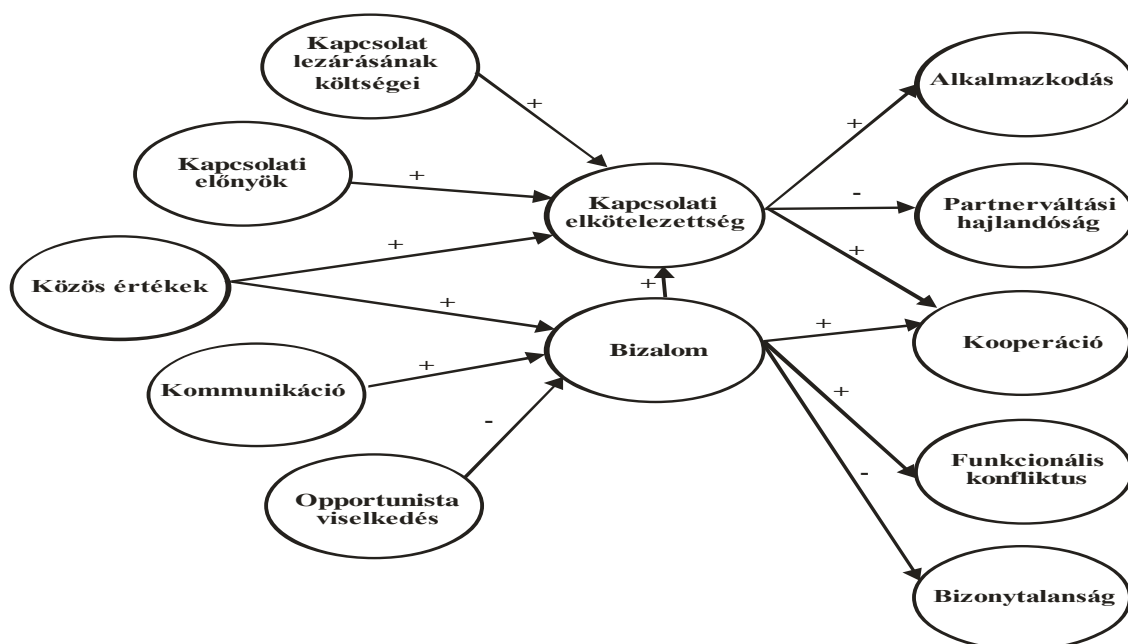 Kapcsolat
lezárásának
költségei
+
Kapcsolati
előnyök
+
Közös értékek
+
+
Kommunikáció
+
Opportunista
viselkedés
-
Kapcsolati
elkötelezettség
+
Bizalom
+
Alkalmazkodás
-
Partnerváltási
hajlandóság
+
+
Kooperáció
+
Funkcionális
konfliktus
-
Bizonytalanság